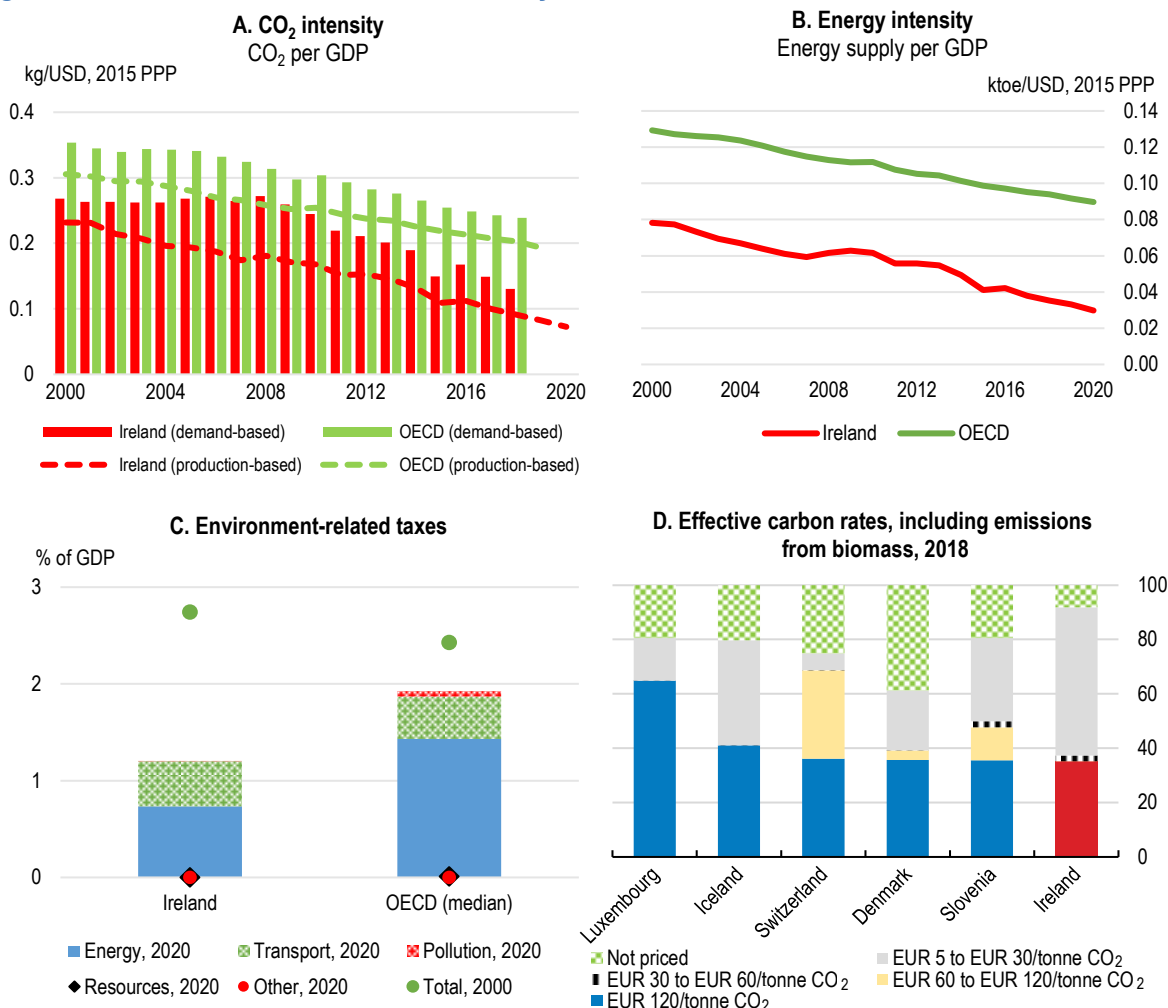 A. CO2 intensity
CO2 per GDP
kg/USD, 2015 PPP
0.4
0.3
0.2
0.1
0
2000 2004 2008 2012 2016 2020
Ireland (demand-based) OECD (demand-based)
Ireland (production-based) OECD (production-based)
B. Energy intensity
Energy supply per GDP
ktoe/USD, 2015 PPP
0.14
0.12
0.10
0.08
0.06
0.04
0.02
0.00
2000 2004 2008 2012 2016 2020
Ireland OECD
C. Environment-related taxes
% of GDP
3
2
1
0
Ireland OECD (median)
Energy, 2020 Transport, 2020 Pollution, 2020
Resources, 2020 Other, 2020 Total, 2000
D. Effective carbon rates, including emissions
from biomass, 2018
100
80
60
40
20
0
Luxembourg Iceland Switzerland Denmark Slovenia Ireland
Not priced EUR 5 to EUR 30/tonne CO2
EUR 30 to EUR 60/tonne CO2 EUR 60 to EUR 120/tonne CO2
EUR 120/tonne CO2